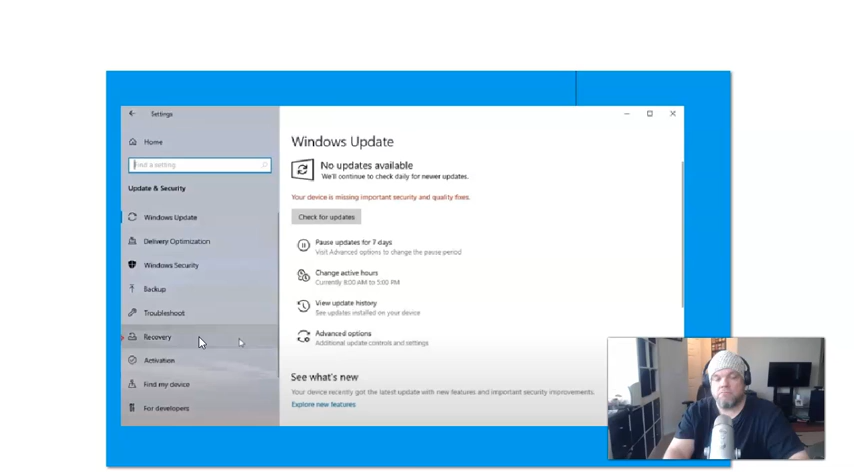 Settings
Home
Find a setting
Update & Security
Windows Update
Delivery Optimization
Windows Security
Backup
Troubleshoot
Recovery
Activation
Find my device
For developers
Windows Update
No updates available
We'll continue to check daily for newer updates.
Your device is missing important security and quality fixes.
Check for updates
Pause updates for 7 days
Visit Advanced options to change the pause period
Change active hours
Currently 8:00 AM to 5:00 PM
View update history
See updates installed on your device
Advanced options
Additional update controls and settings
See what's new
Your device recently got the latest update with new features and important security improvements.
Explore new features